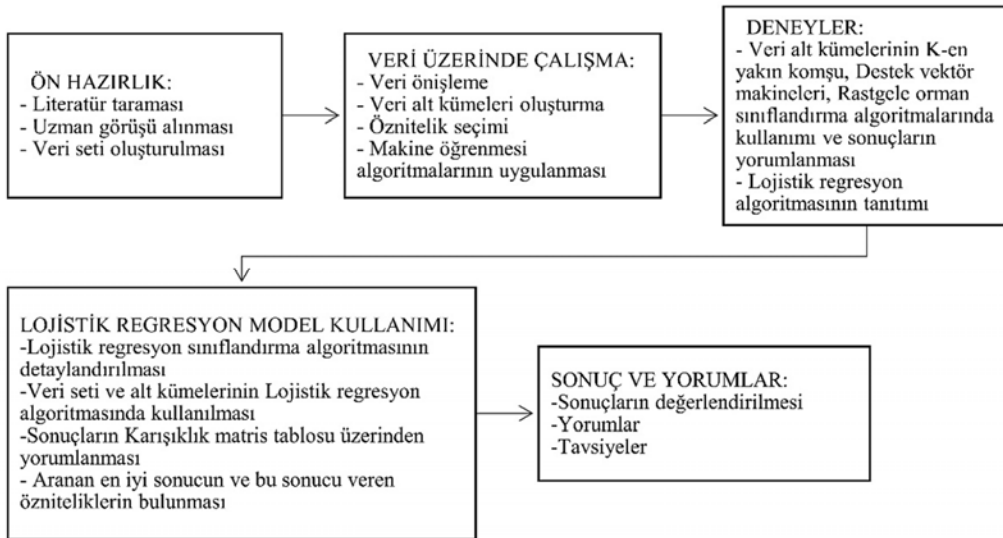 ÖN HAZIRLIK:
- Literatür taraması
- Uzman görüşü alınması
- Veri seti oluşturulması
VERİ ÜZERİNDE ÇALIŞMA:
- Veri önişleme
- Veri alt kümeleri oluşturma
- Öznitelik seçimi
- Makine öğrenmesi
algoritmalarının uygulanması
DENEYLER:
- Veri alt kümelerinin K-en
yakın komşu, Destek vektör
makineleri, Rastgele orman
sınıflandırma algoritmalarında
kullanımı ve sonuçların
yorumlanması
- Lojistik regresyon
algoritmasının tanıtımı
LOJİSTİK REGRESYON MODEL KULLANIMI:
-Lojistik regresyon sınıflandırma algoritmasının
detaylandırılması
-Veri seti ve alt kümelerinin Lojistik regresyon
algoritmasında kullanılması
-Sonuçların Karışıklık matris tablosu üzerinden
yorumlanması
- Aranan en iyi sonucun ve bu sonucu veren
özniteliklerin bulunması
SONUÇ VE YORUMLAR:
-Sonuçların değerlendirilmesi
-Yorumlar
-Tavsiyeler